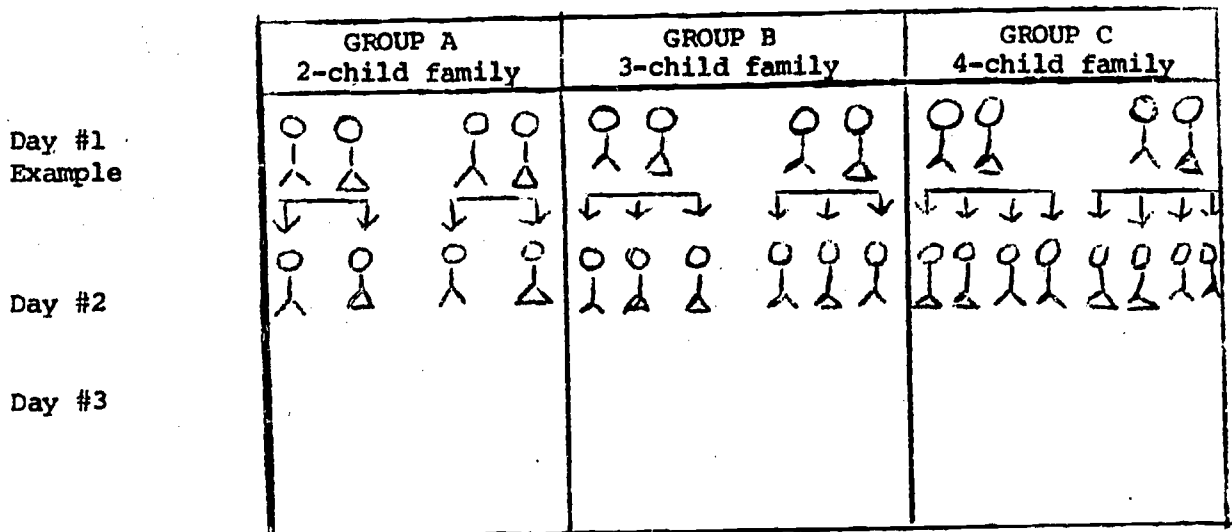 GROUP A
2-child family
GROUP B
3-child family
GROUP C
4-child family
Day #1
Example
Day #2
Day #3